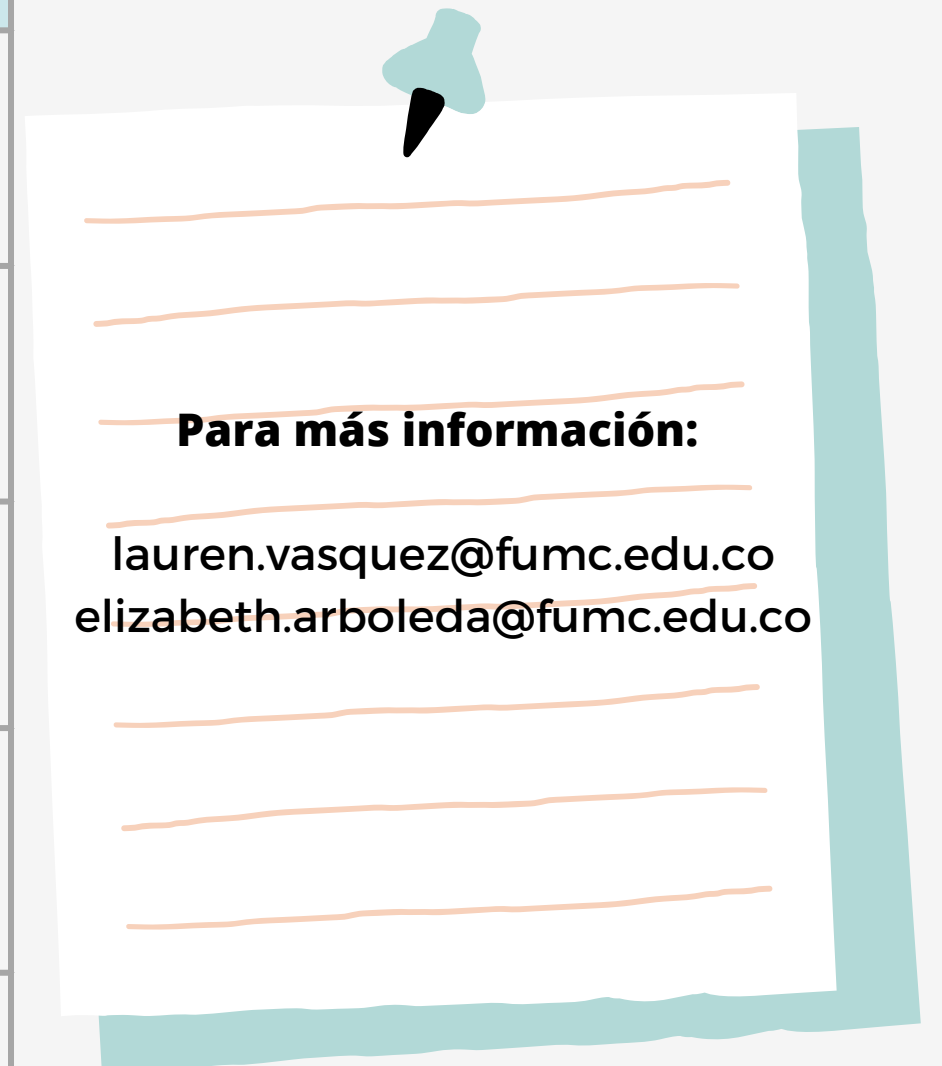 Para más información:
lauren.vasquez@fumc.edu.co
elizabeth.arboleda@fumc.edu.co